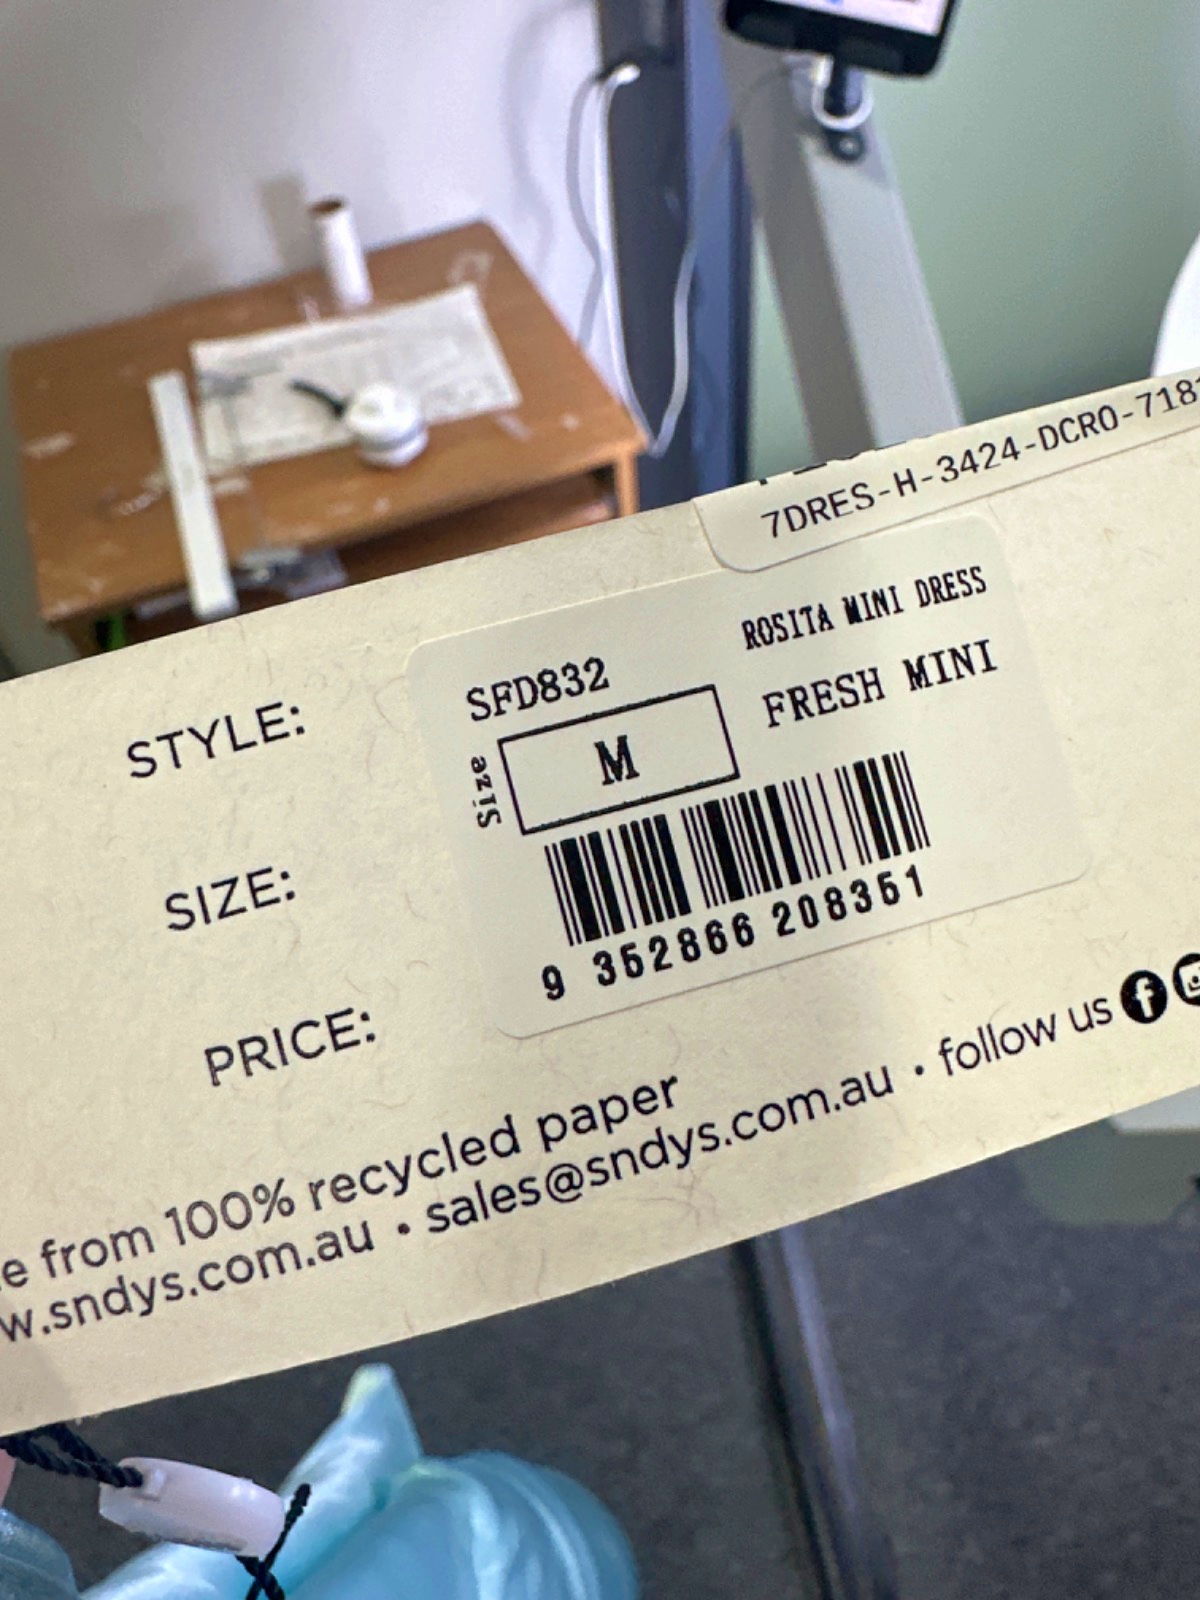 7DRES-H-3424-DCRO-718
ROSITA MINI DRESS
STYLE:
SFD832
FRESH MINI
Size
M
SIZE:
9 352866 208351
PRICE:
e from 100% recycled paper
w.sndys.com.au • sales@sndys.com.au • follow us